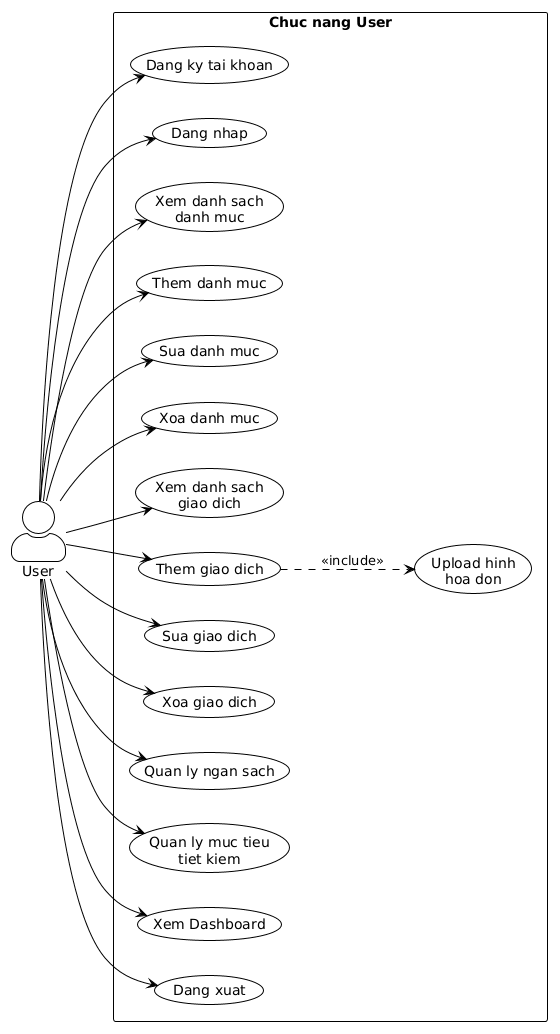 Chuc nang User
Dang ky tai khoan
Dang nhap
Xem danh sach
danh muc
Them danh muc
Sua danh muc
Xoa danh muc
Xem danh sach
giao dich
User
Them giao dich
«include»
Upload hinh
hoa don
Sua giao dich
Xoa giao dich
Quan ly ngan sach
Quan ly muc tieu
tiet kiem
Xem Dashboard
Dang xuat